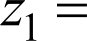 z₁ =